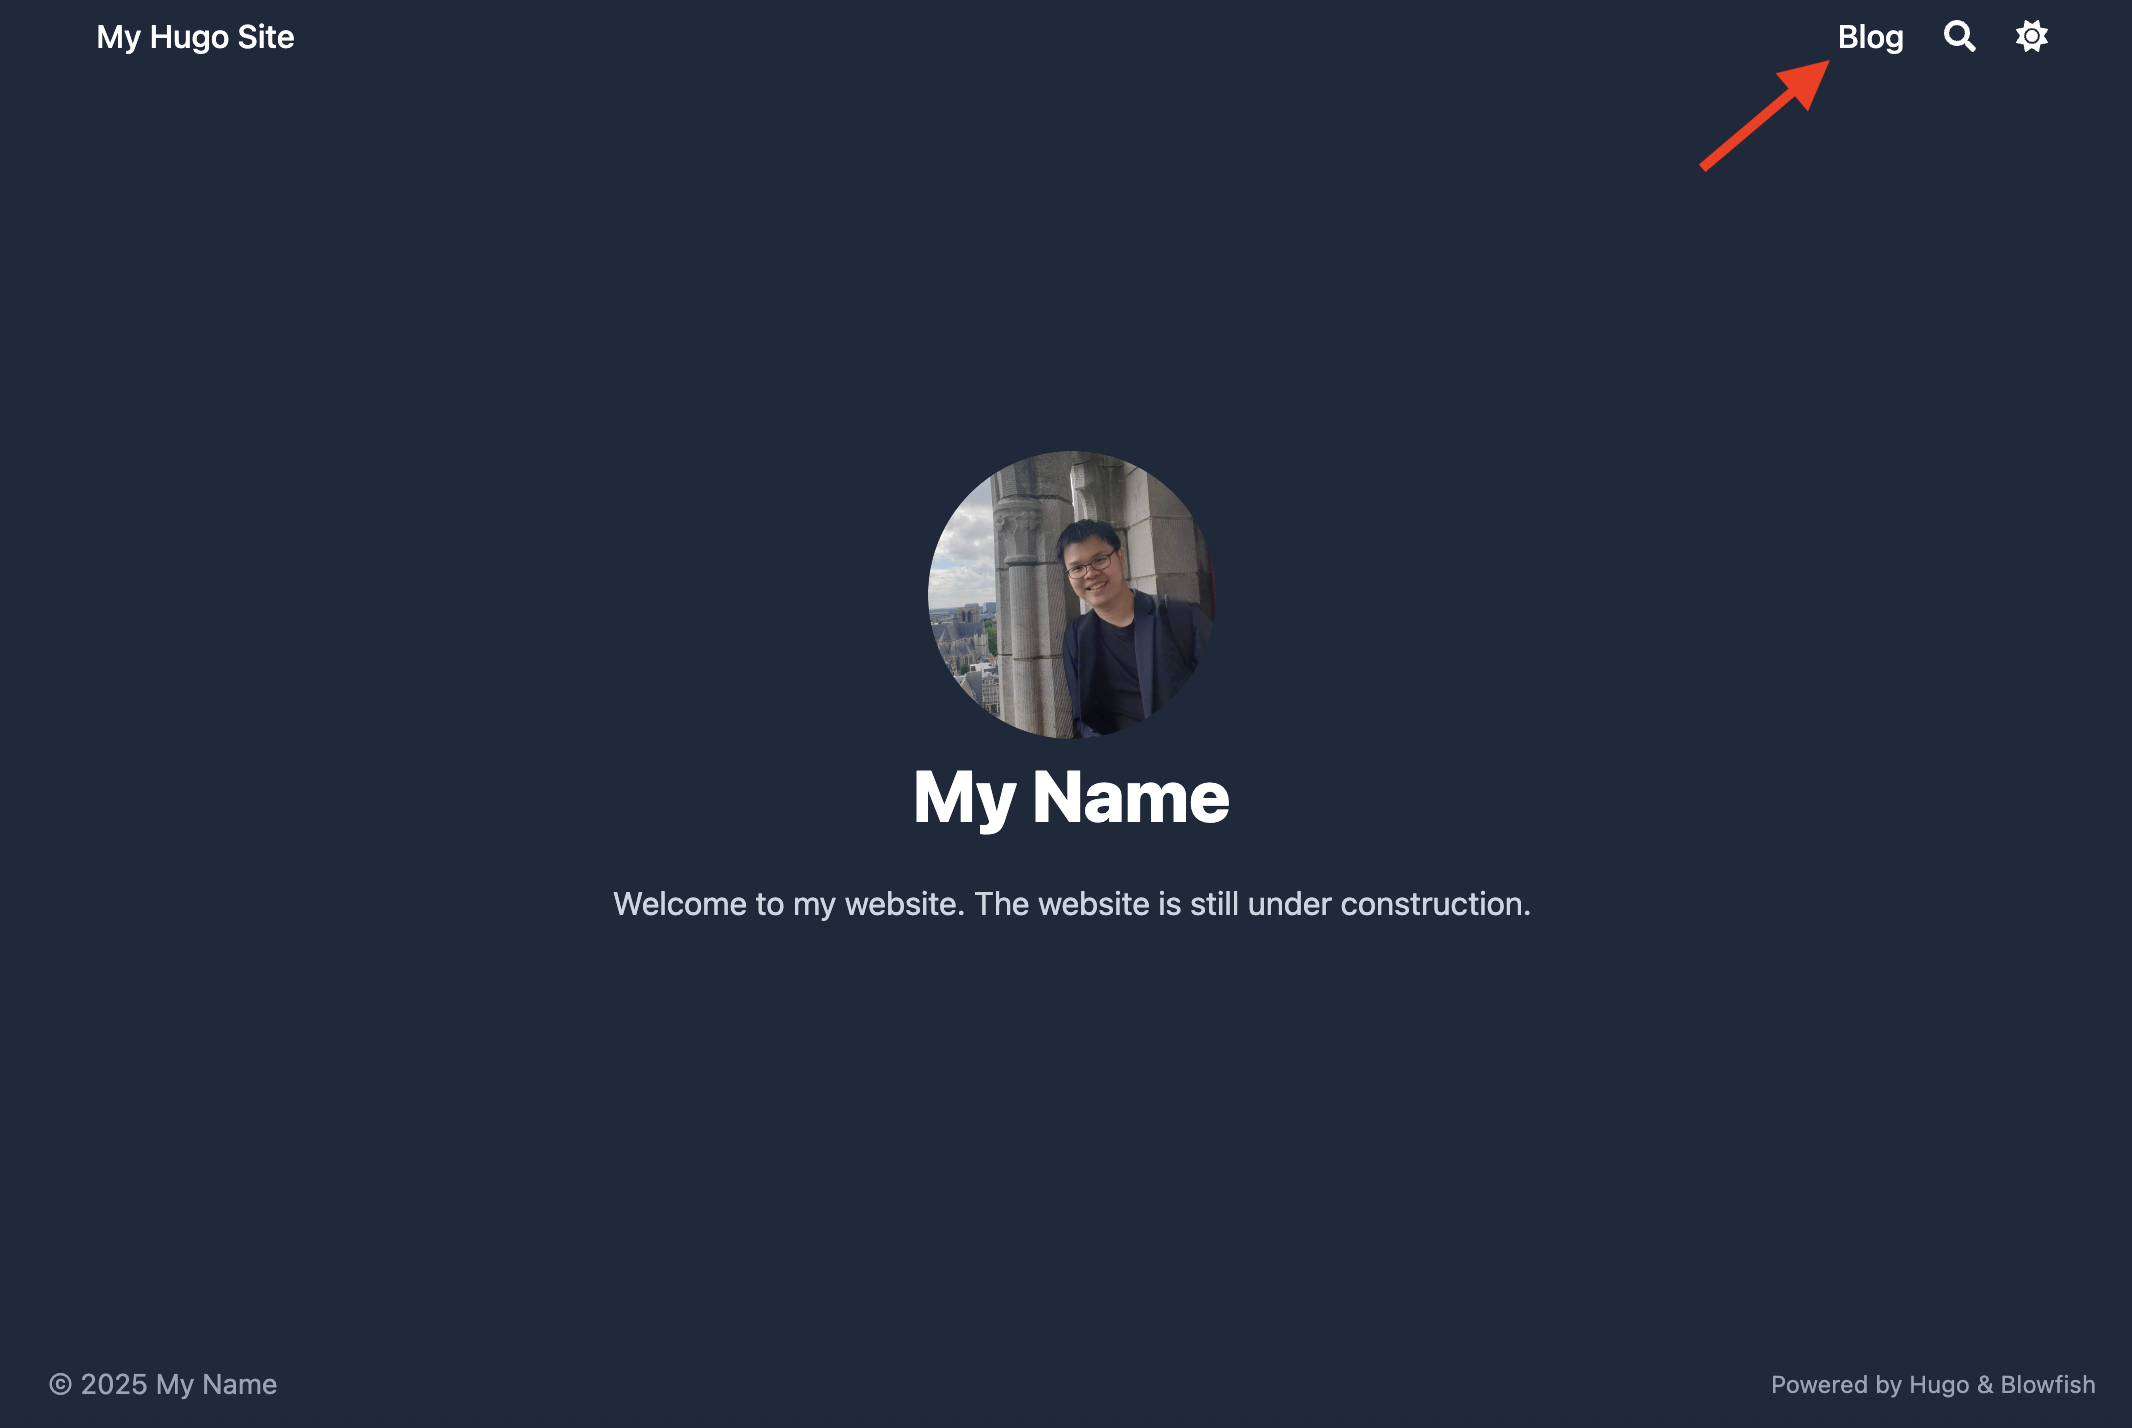 My Hugo Site
Blog
My Name
Welcome to my website. The website is still under construction.
© 2025 My Name
Powered by Hugo & Blowfish